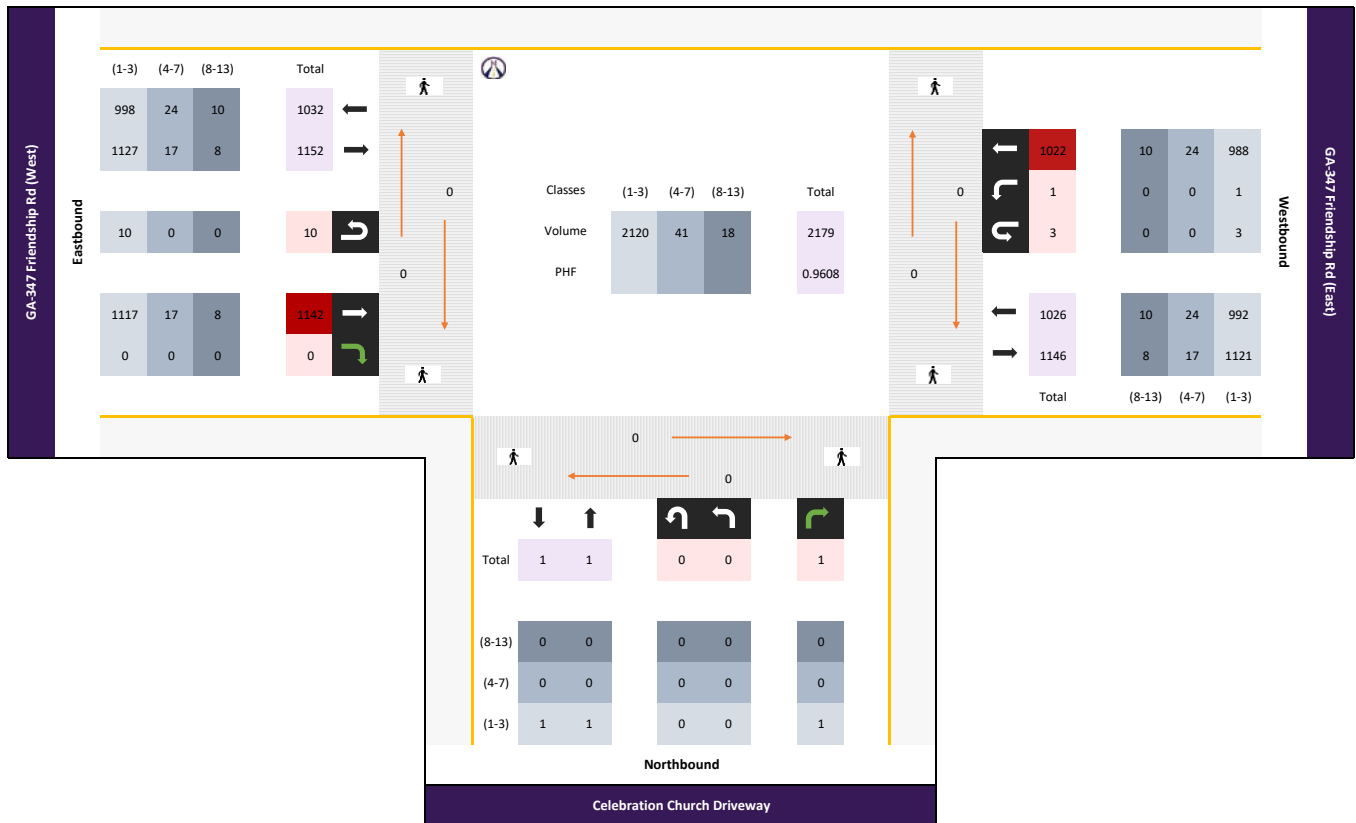 (1-3) (4-7) (8-13) Total
998 24 10 1032
1127 17 8 1152
10 0 0 10
1117 17 8 1142
0 0 0 0
GA-347 Friendship Rd (West)
Eastbound
0
0
Classes (1-3) (4-7) (8-13) Total
Volume 2120 41 18 2179
PHF 0.9608
0
0
1022 10 24 988
1 0 0 1
3 0 0 3
1026 10 24 992
1146 8 17 1121
Total (8-13) (4-7) (1-3)
Westbound
GA-347 Friendship Rd (East)
0
0
Total 1 1 0 0 1
(8-13) 0 0 0 0 0
(4-7) 0 0 0 0 0
(1-3) 1 1 0 0 1
Northbound
Celebration Church Driveway